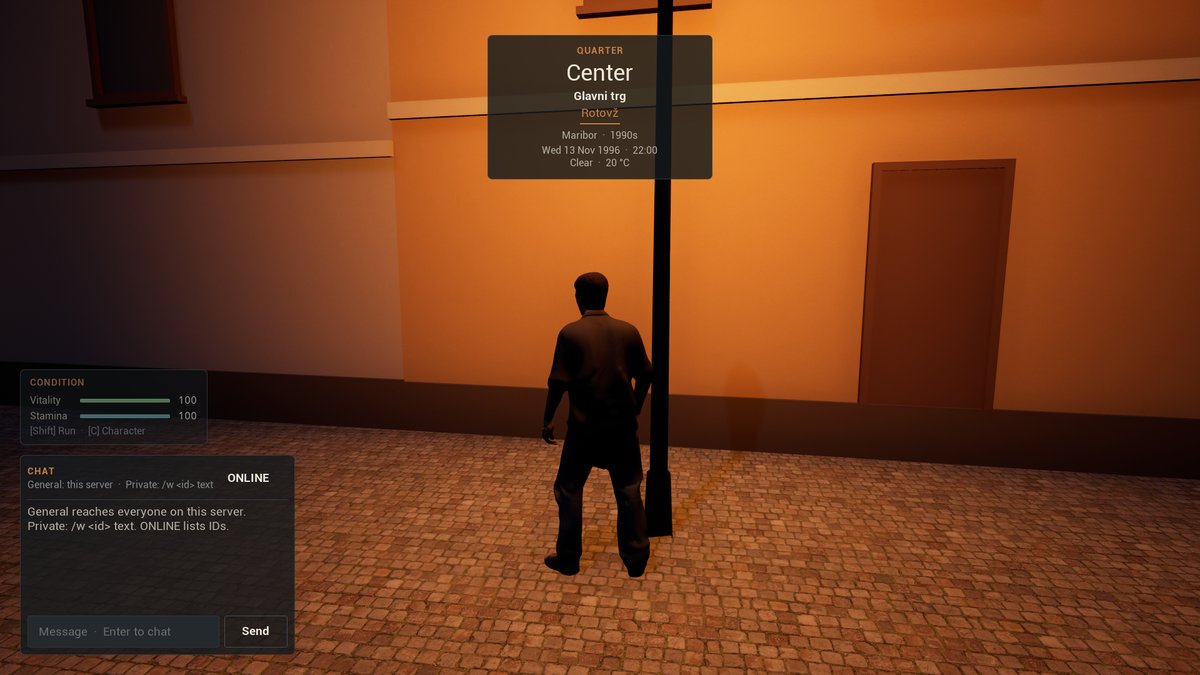 QUARTER
Center
Glavni trg
Rotovž
Maribor · 1990s
Wed 13 Nov 1996 · 22:00
Clear · 20 °C
CONDITION
Vitality 100
Stamina 100
[Shift] Run · [C] Character
CHAT
General: this server · Private: /w <id> text
ONLINE
General reaches everyone on this server.
Private: /w <id> text. ONLINE lists IDs.
Message · Enter to chat
Send